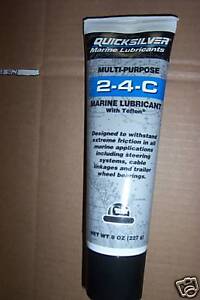 QUICKSILVER
Marine Lubricants
MULTI-PURPOSE
2-4-C
MARINE LUBRICANT
With Teflon
Designed to withstand
extreme friction in all
marine applications
including steering
systems, cable
linkages and trailer
wheel bearings.
NET WT. 8 OZ (227 g)